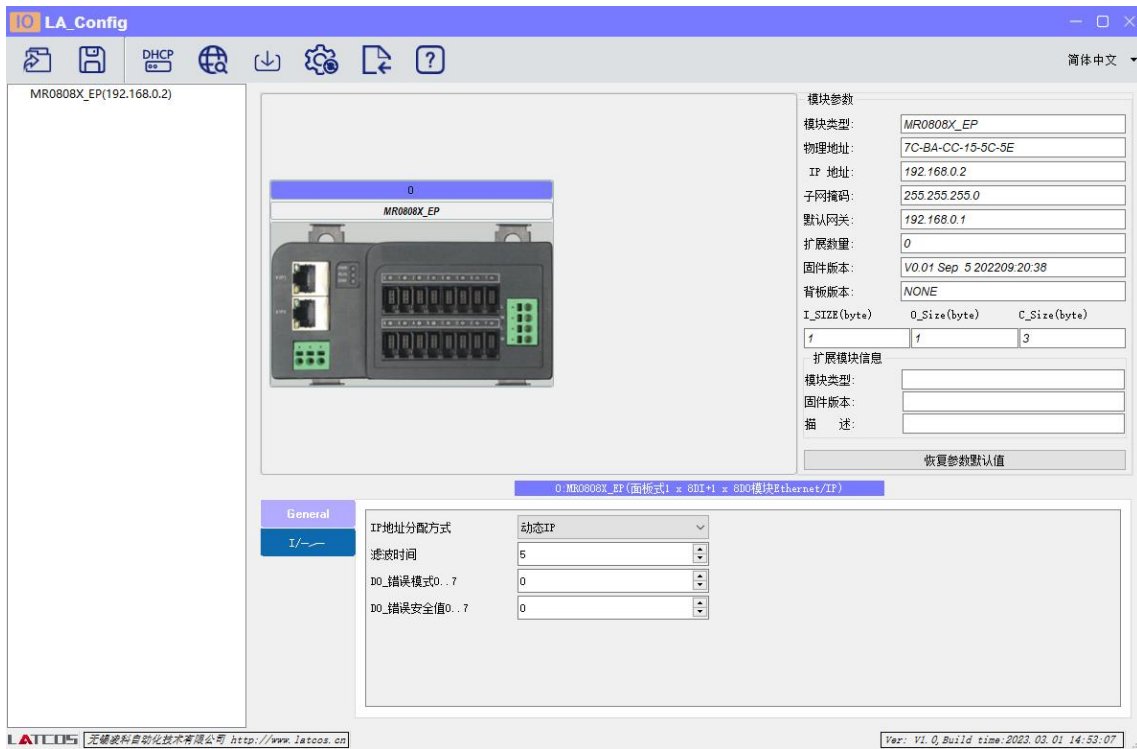 IO LA_Config
DHCP
简体中文
MR0808X_EP(192.168.0.2)
0
MR0808X_EP
模块参数
模块类型: MR0808X_EP
物理地址: 7C-BA-CC-15-5C-5E
IP 地址: 192.168.0.2
子网掩码: 255.255.255.0
默认网关: 192.168.0.1
扩展数量: 0
固件版本: V0.01 Sep 5 202209:20:38
背板版本: NONE
I_SIZE(byte) O_Size(byte) C_Size(byte)
1 1 3
扩展模块信息
模块类型:
固件版本:
描 述:
恢复参数默认值
0:MR0808X_EP(面板式1 x 8DI+1 x 8DO模块Ethernet/IP)
General
IP地址分配方式 动态IP
滤波时间 5
DO_错误模式0..7 0
DO_错误安全值0..7 0
LATCOS 无锡凌科自动化技术有限公司 http://www.latcos.cn
Ver: V1.0,Build time:2023.03.01 14:53:07